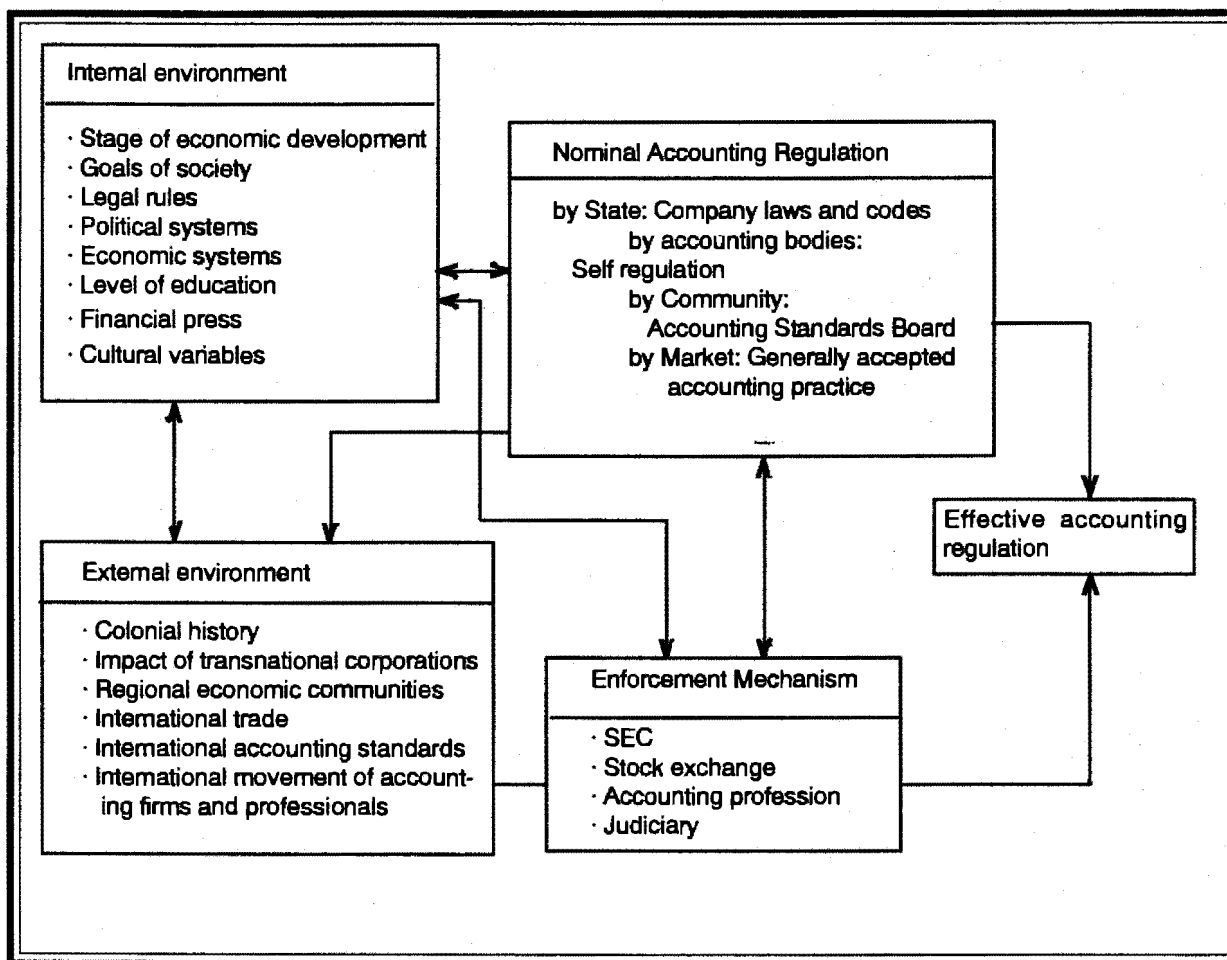 Internal environment
· Stage of economic development
· Goals of society
· Legal rules
· Political systems
· Economic systems
· Level of education
· Financial press
· Cultural variables
Nominal Accounting Regulation
by State: Company laws and codes
by accounting bodies:
Self regulation
by Community:
Accounting Standards Board
by Market: Generally accepted
accounting practice
Effective accounting
regulation
External environment
· Colonial history
· Impact of transnational corporations
· Regional economic communities
· International trade
· International accounting standards
· International movement of account-
ing firms and professionals
Enforcement Mechanism
· SEC
· Stock exchange
· Accounting profession
· Judiciary